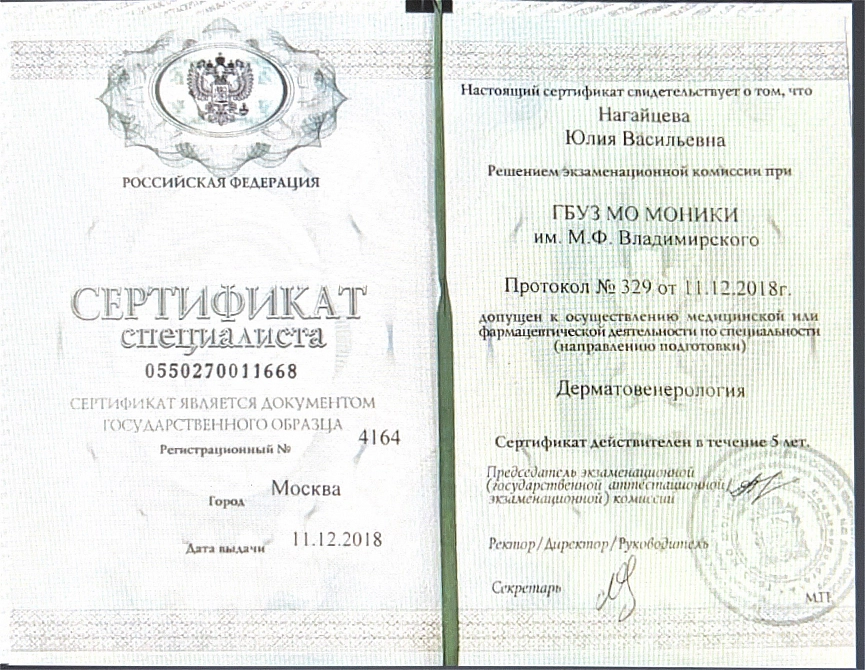 РОССИЙСКАЯ ФЕДЕРАЦИЯ
СЕРТИФИКАТ
специалиста
0550270011668
СЕРТИФИКАТ ЯВЛЯЕТСЯ ДОКУМЕНТОМ
ГОСУДАРСТВЕННОГО ОБРАЗЦА
Регистрационный № 4164
Город Москва
Дата выдачи 11.12.2018
Настоящий сертификат свидетельствует о том, что
Нагайцева
Юлия Васильевна
Решением экзаменационной комиссии при
ГБУЗ МО МОНИКИ
им. М.Ф. Владимирского
Протокол № 329 от 11.12.2018г.
допущен к осуществлению медицинской или
фармацевтической деятельности по специальности
(направлению подготовки)
Дерматовенерология
Сертификат действителен в течение 5 лет.
Председатель экзаменационной
(государственной аттестационной/
экзаменационной) комиссии
Ректор/Директор/Руководитель
Секретарь
М.П.